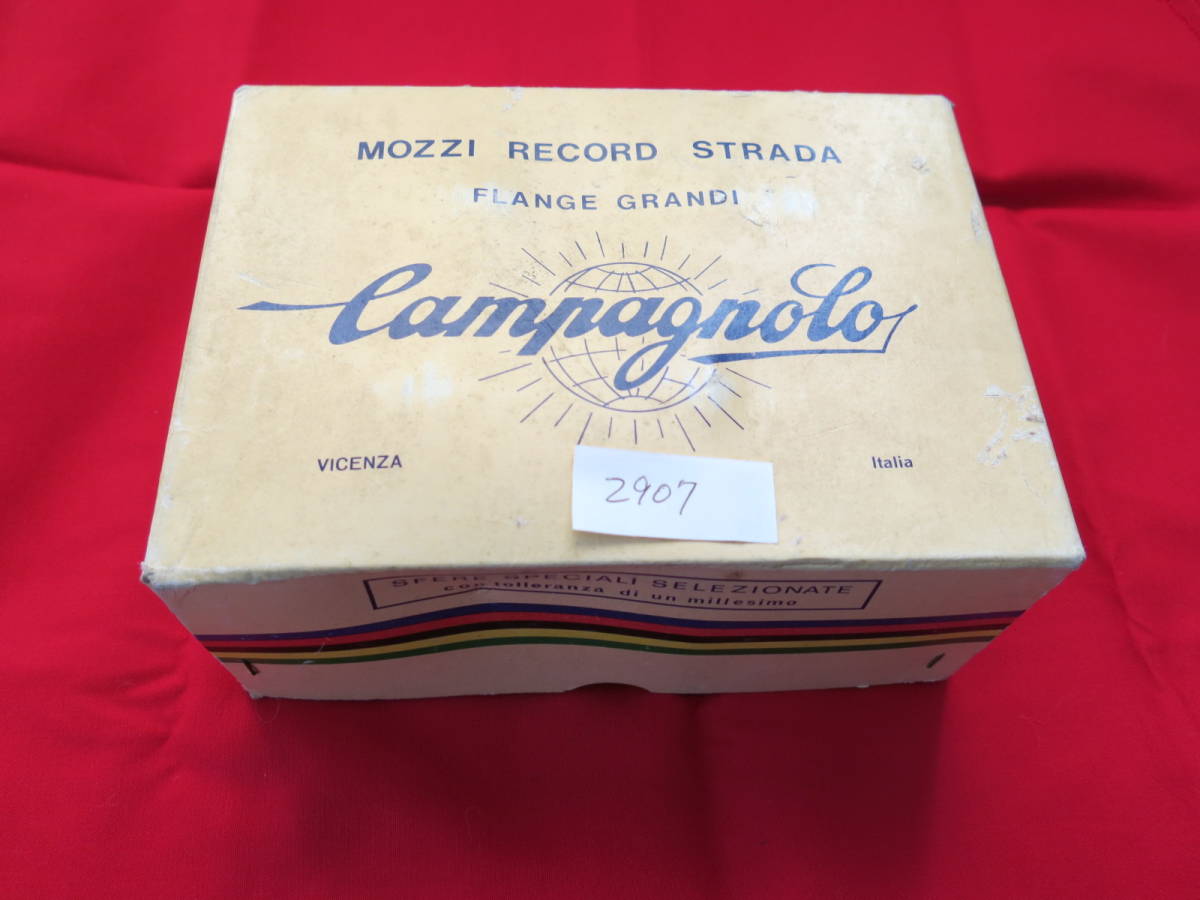 MOZZI RECORD STRADA
FLANGE GRANDI
Campagnolo
VICENZA Italia
2907
SFERE SPECIALI SELEZIONATE
con tolleranza di un millesimo